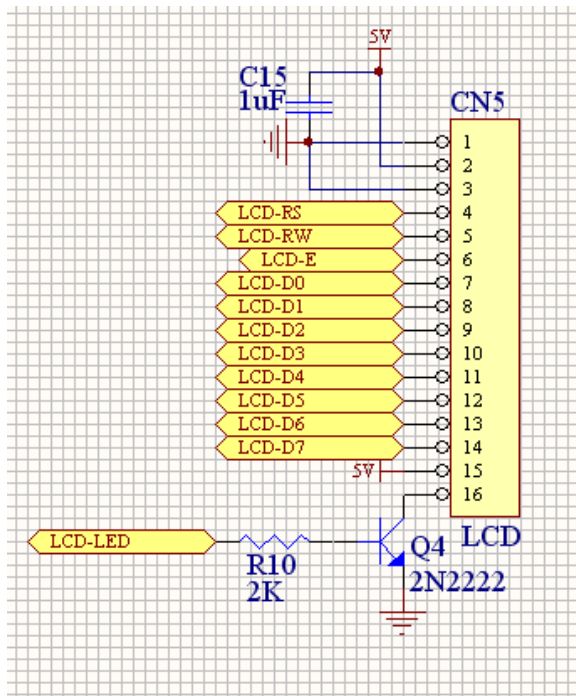 5V
C15
1uF
CN5
1
2
3
LCD-RS 4
LCD-RW 5
LCD-E 6
LCD-D0 7
LCD-D1 8
LCD-D2 9
LCD-D3 10
LCD-D4 11
LCD-D5 12
LCD-D6 13
LCD-D7 14
5V 15
16
LCD
LCD-LED
R10
2K
Q4
2N2222